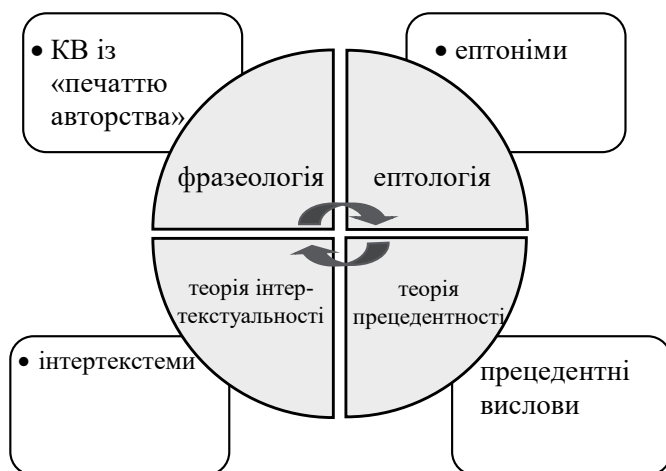 • КВ із
«печаттю
авторства»
• ептоніми
фразеологія
ептологія
теорія інтер-
текстуальності
теорія
прецедентності
• інтертекстеми
прецедентні
вислови